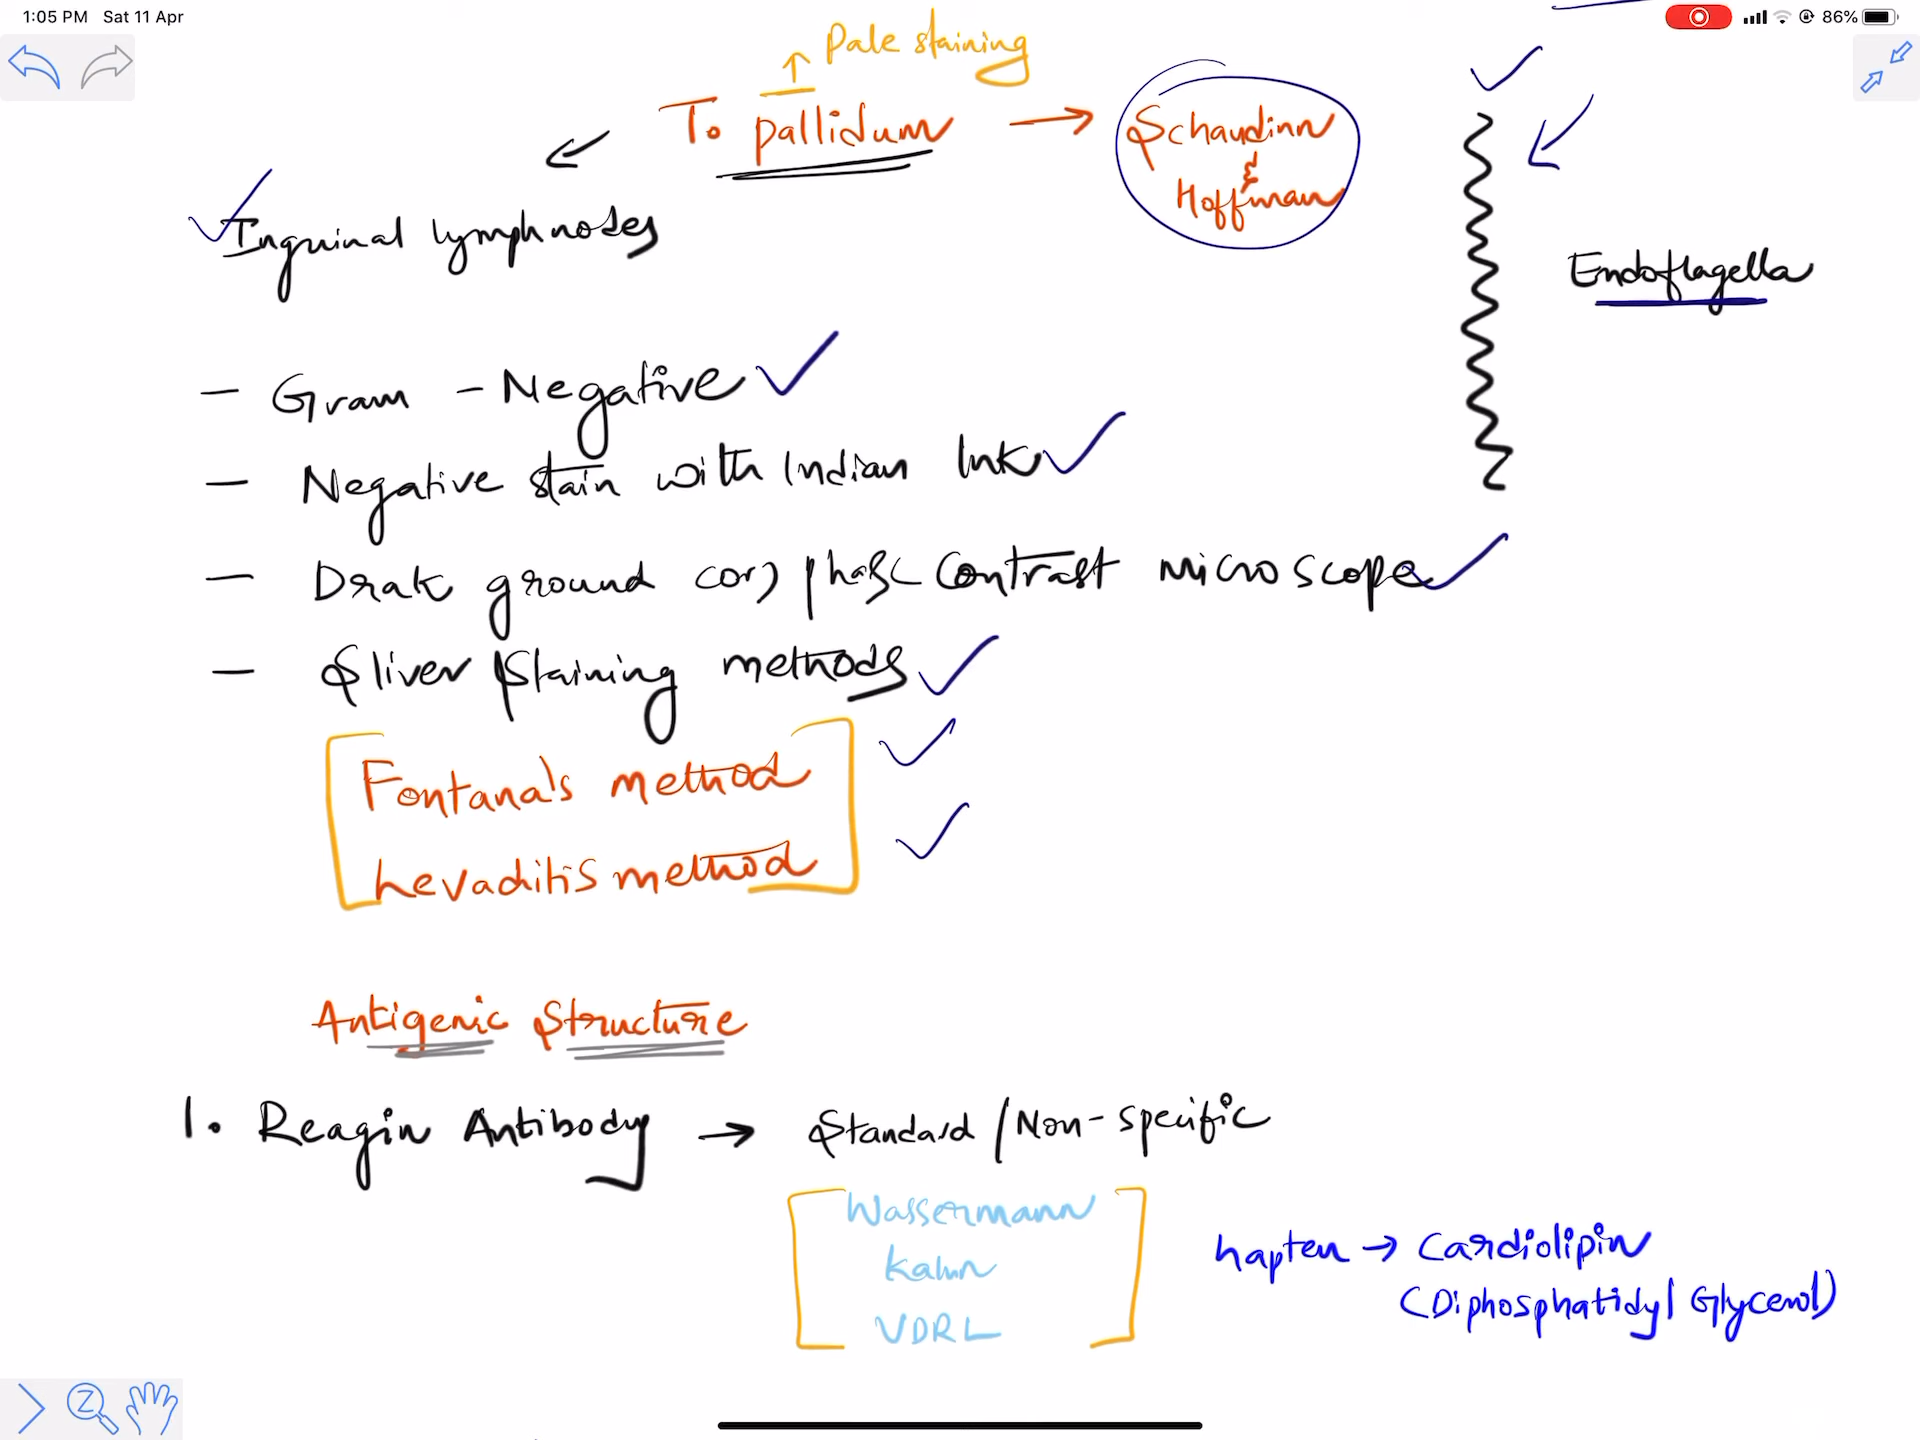 1:05 PM Sat 11 Apr
86%
Pale staining
T. pallidum → Schaudinn
&
Hoffman
Inguinal lymphnodes
Endoflagella
– Gram – Negative
– Negative stain with Indian Ink
– Drak ground (or) phase contrast microscope
– Sliver staining methods
Fontana's method
Levaditis method
Antigenic Structure
1. Reagin Antibody → Standard / Non-specific
Wassermann
Kahn
VDRL
hapten → Cardiolipin
(Diphosphatidyl Glycerol)